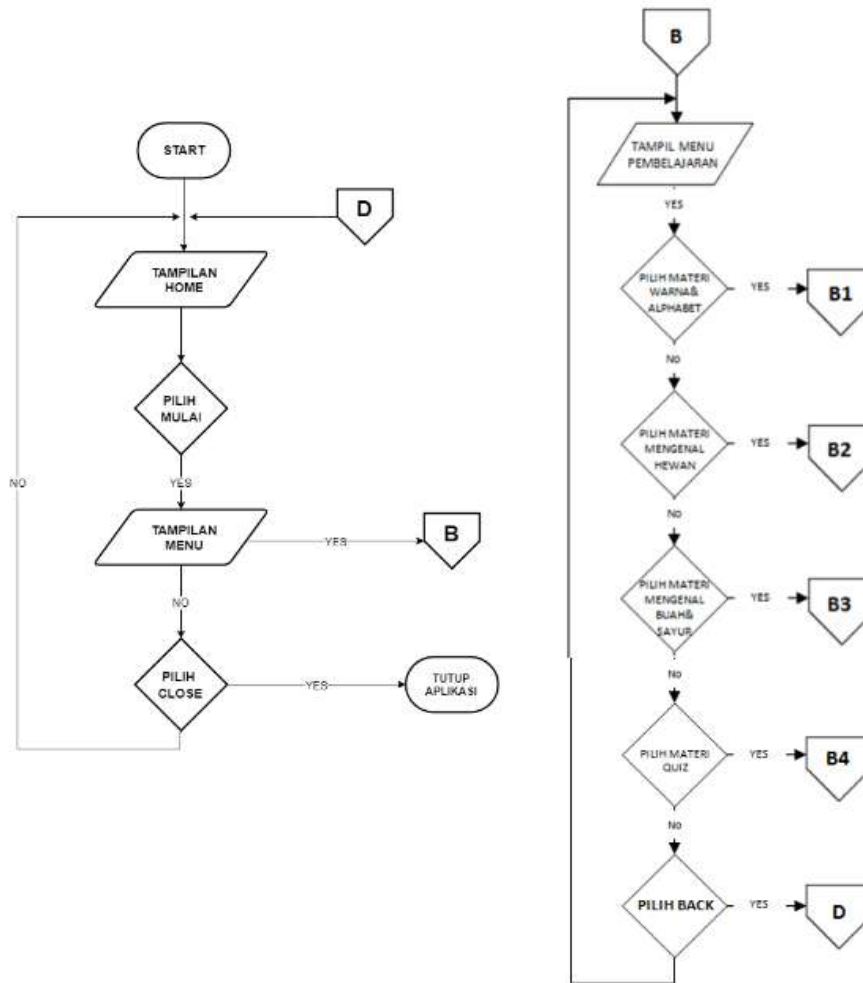 START
D
TAMPILAN
HOME
PILIH
MULAI
NO
YES
TAMPILAN
MENU
YES
B
NO
PILIH
CLOSE
YES
TUTUP
APLIKASI
B
TAMPIL MENU
PEMBELAJARAN
YES
PILIH MATERI
WARNA&
ALPHABET
YES
B1
No
PILIH MATERI
MENGENAL
HEWAN
YES
B2
No
PILIH MATERI
MENGENAL
BUAH&
SAYUR
YES
B3
No
PILIH MATERI
QUIZ
YES
B4
No
PILIH BACK
YES
D